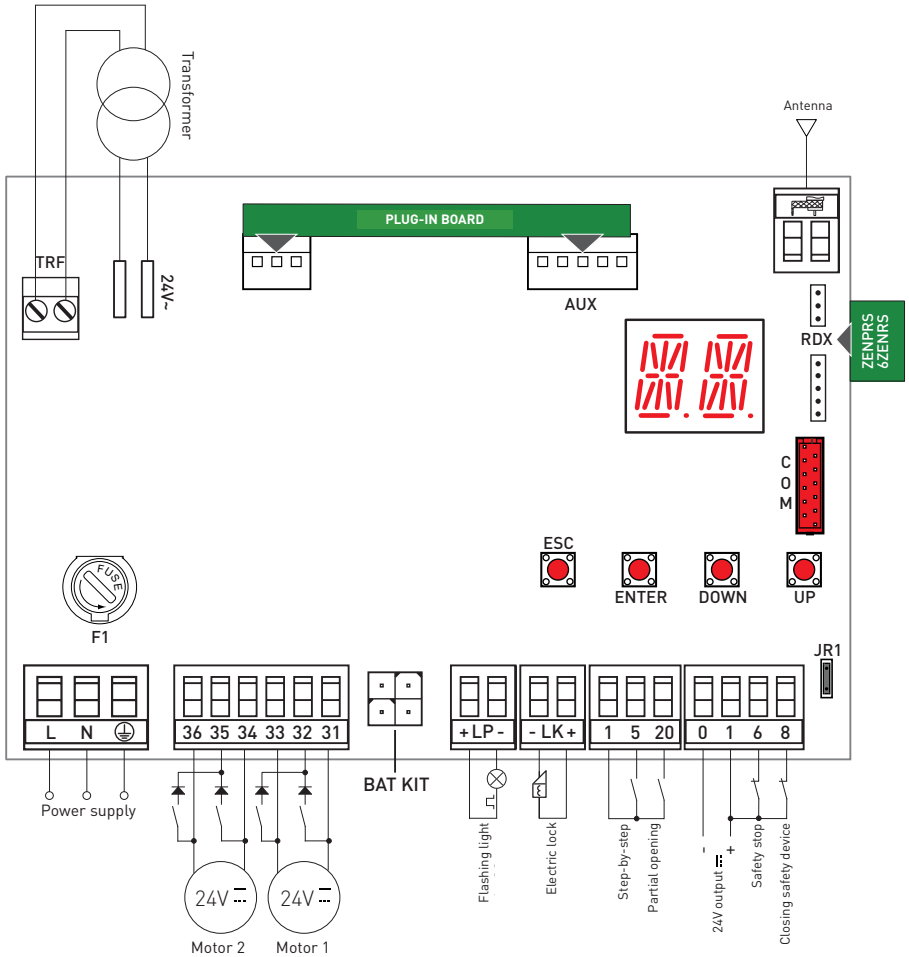 Transformer
Antenna
PLUG-IN BOARD
TRF
24V~
AUX
RDX
ZENPRS
6ZENRS
C
O
M
ESC
ENTER
DOWN
UP
FUSE
F1
JR1
L N
36 35 34 33 32 31
+ LP -
- LK +
1 5 20
0 1 6 8
BAT KIT
Power supply
Flashing light
Electric lock
Step-by-step
Partial opening
- +
24V output
Safety stop
Closing safety device
24V
24V
Motor 2
Motor 1